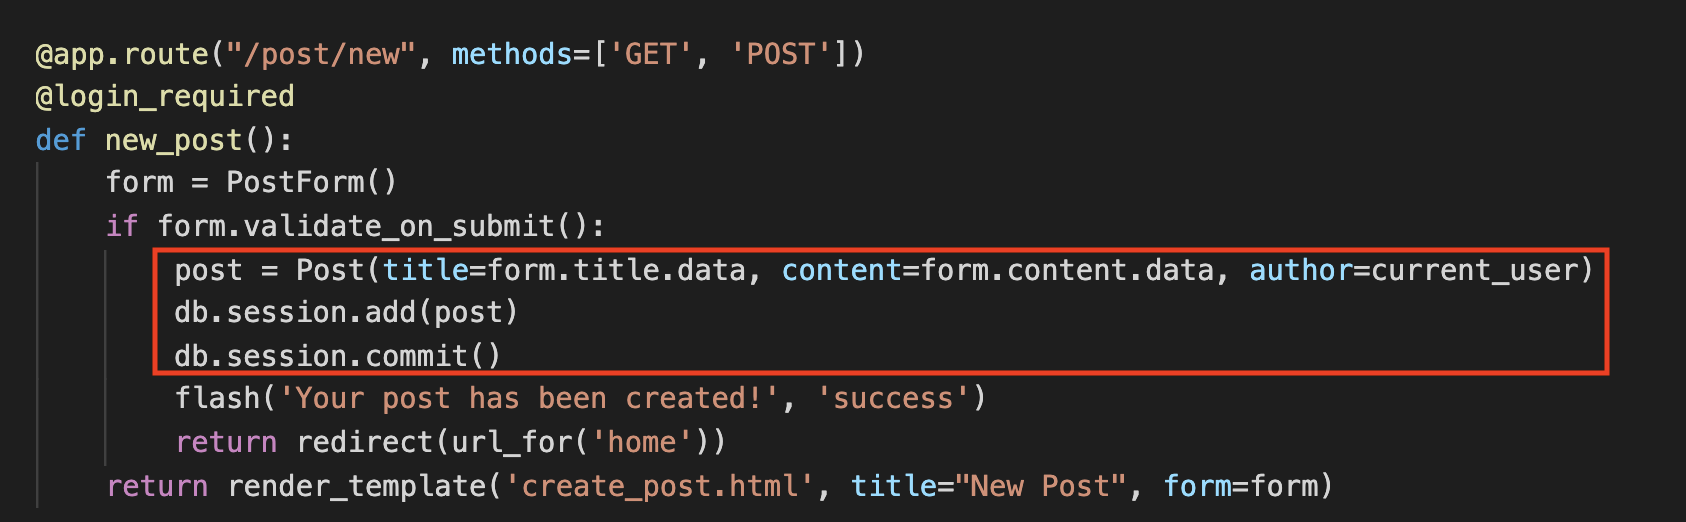 @app.route("/post/new", methods=['GET', 'POST'])
@login_required
def new_post():
    form = PostForm()
    if form.validate_on_submit():
        post = Post(title=form.title.data, content=form.content.data, author=current_user)
        db.session.add(post)
        db.session.commit()
        flash('Your post has been created!', 'success')
        return redirect(url_for('home'))
    return render_template('create_post.html', title="New Post", form=form)